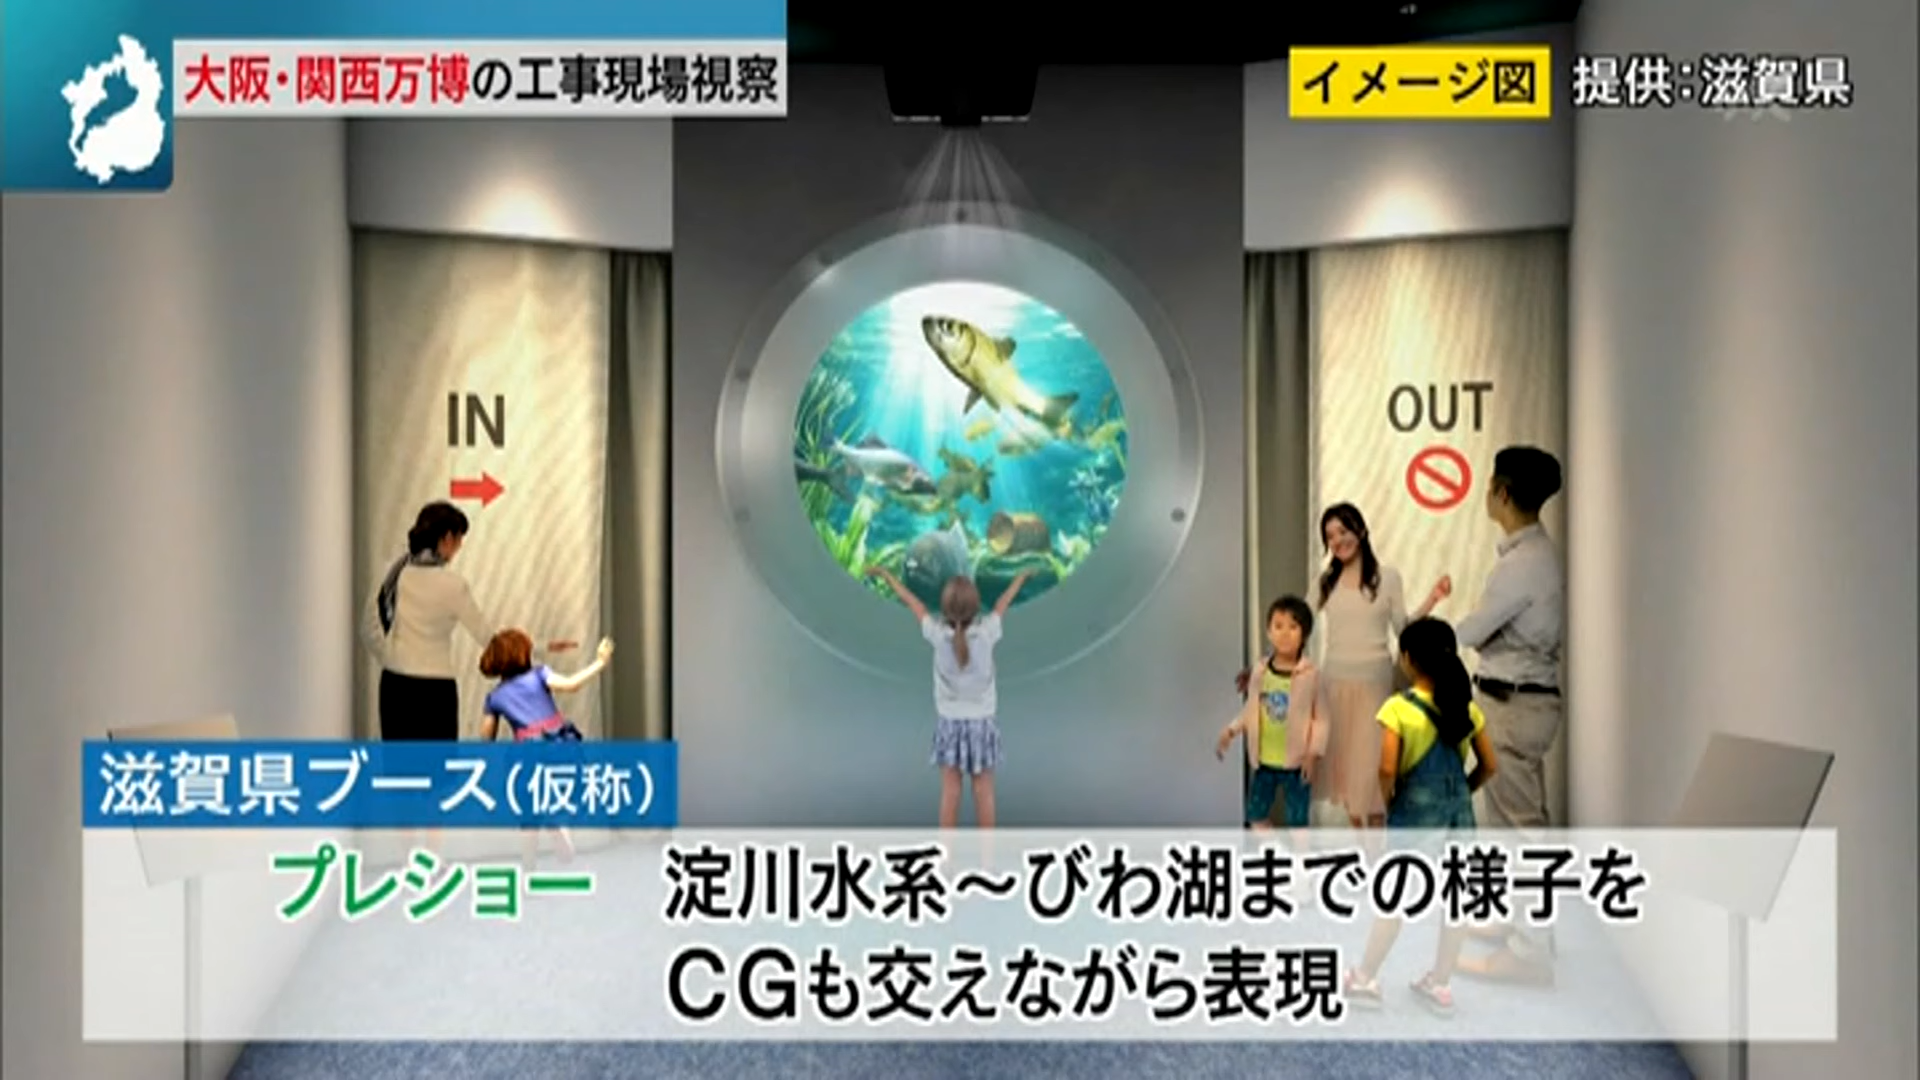 大阪・関西万博の工事現場視察
イメージ図 提供:滋賀県
IN
OUT
滋賀県ブース(仮称)
プレショー 淀川水系~びわ湖までの様子を
CGも交えながら表現